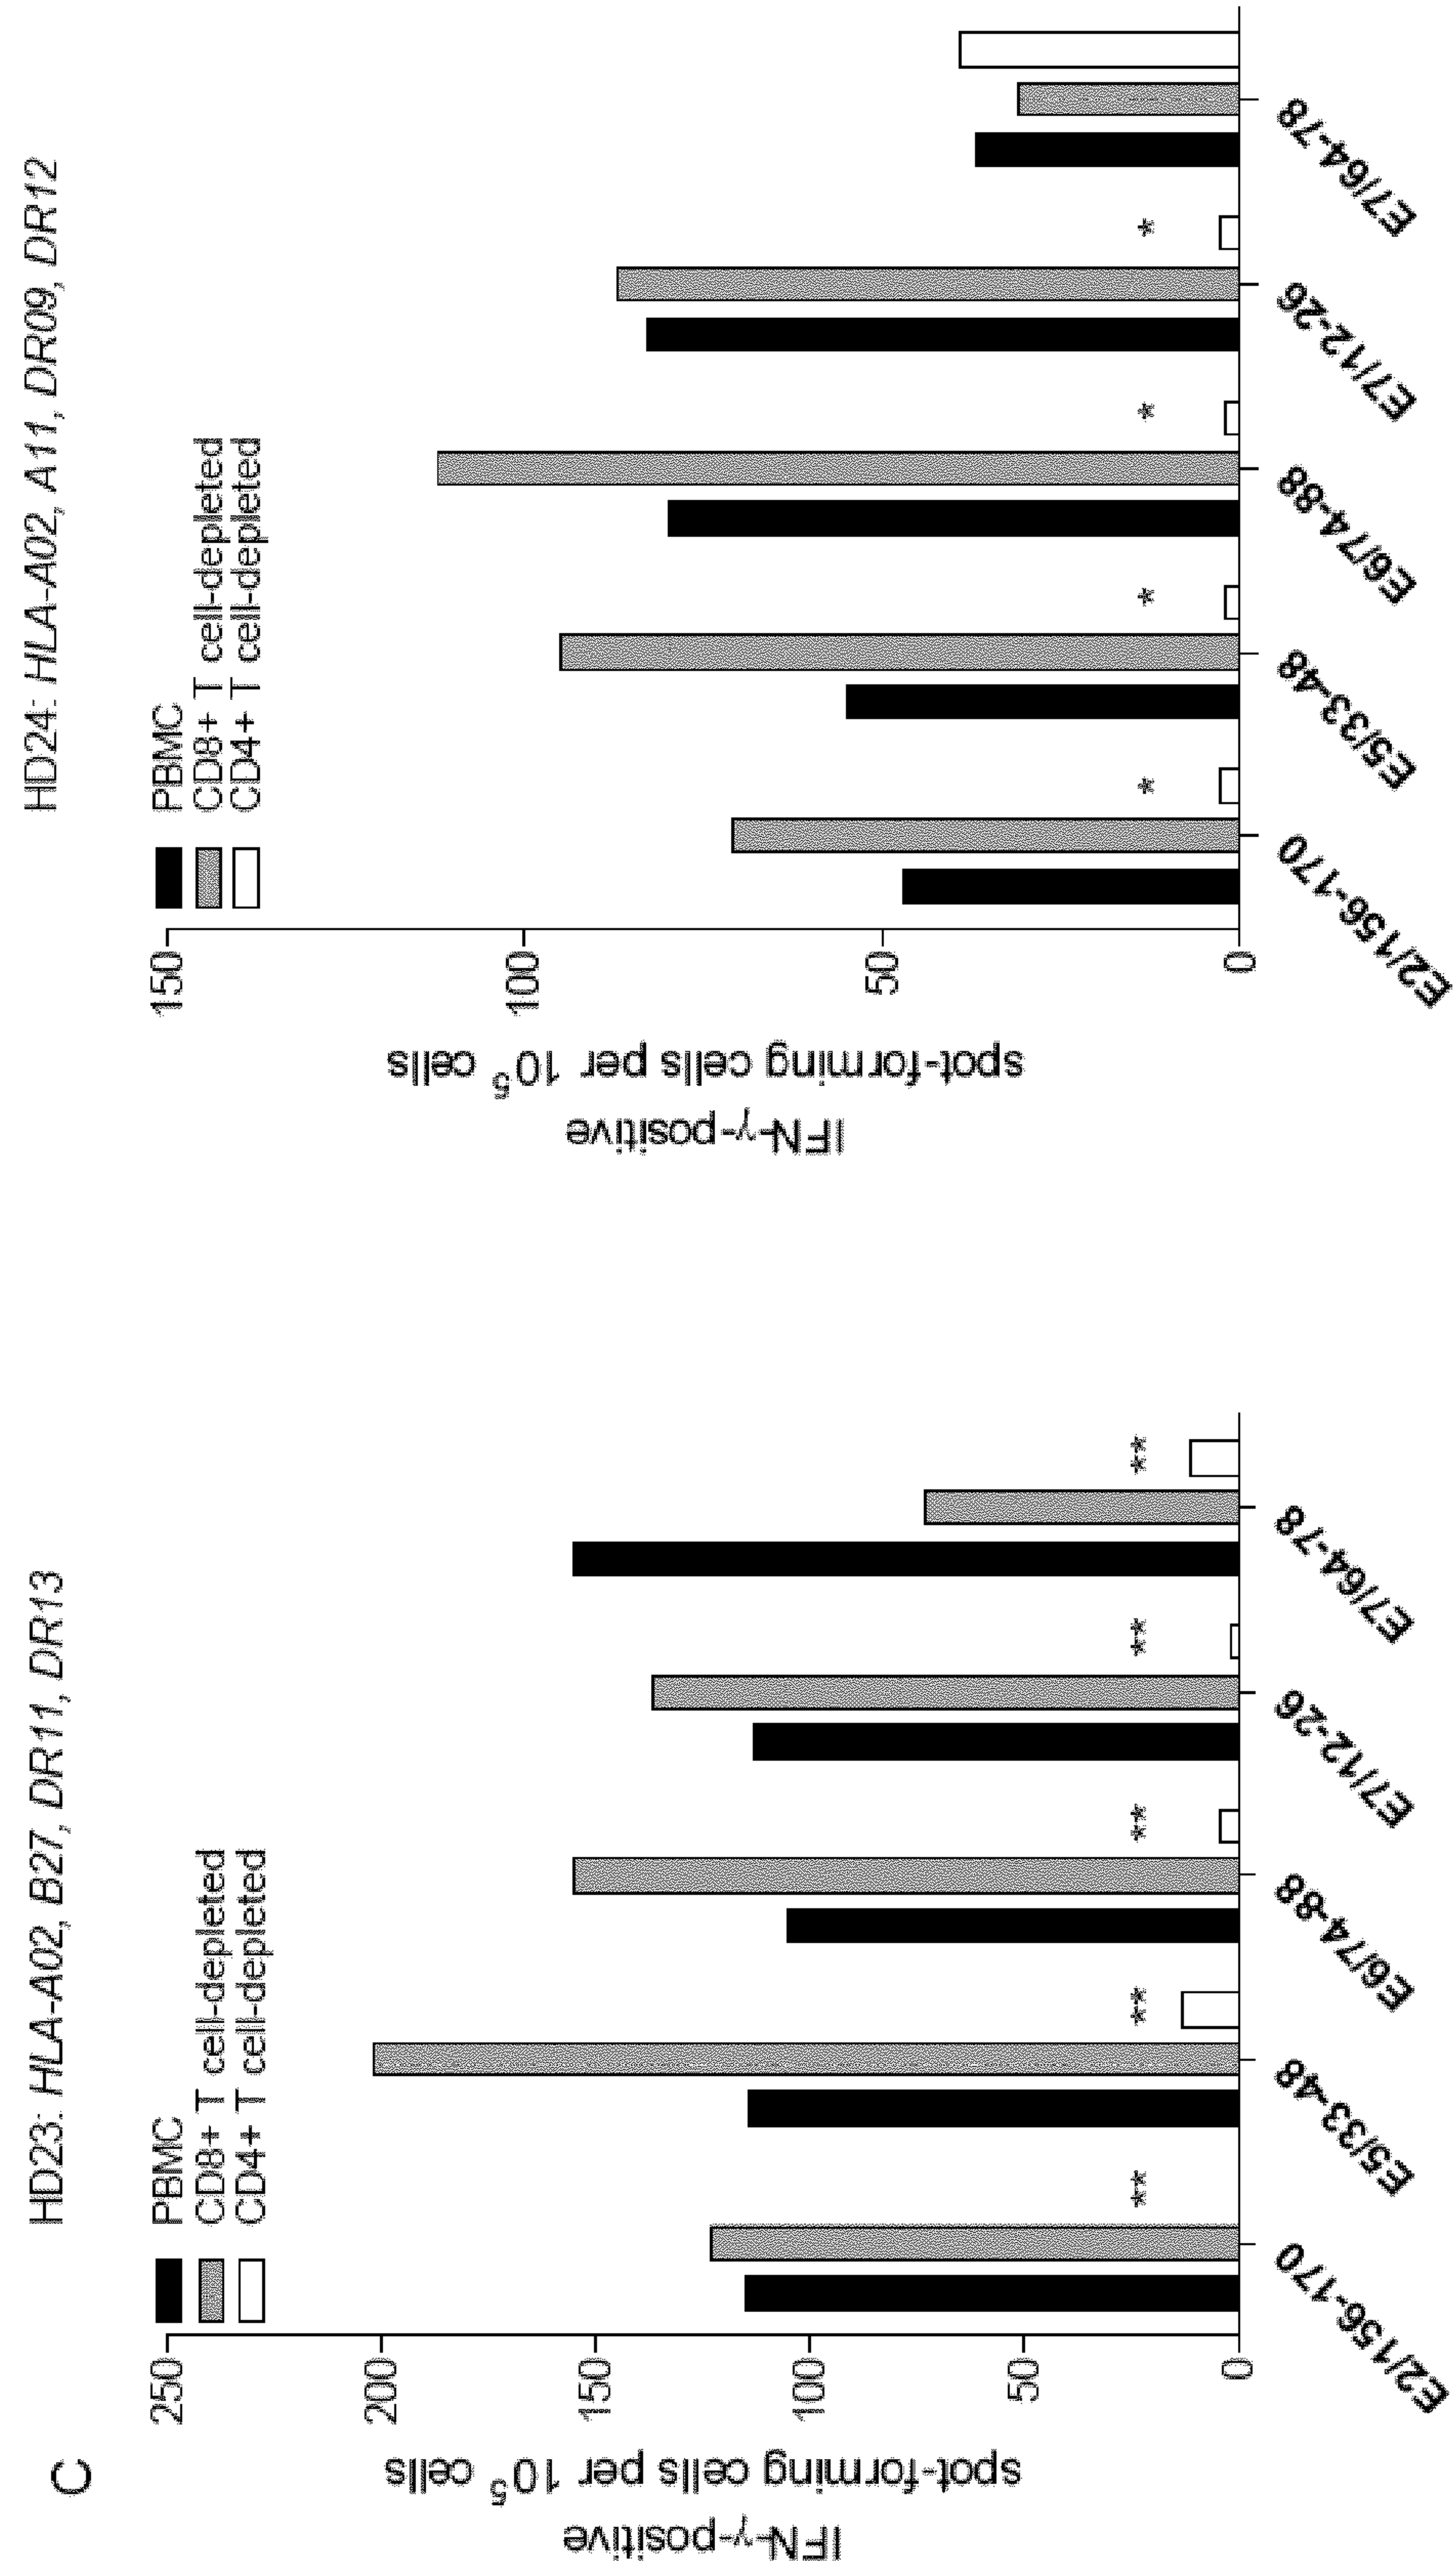 C
HD23: HLA-A02, B27, DR11, DR13
PBMC
CD8+ T cell-depleted
CD4+ T cell-depleted
IFN-γ-positive
spot-forming cells per 10⁵ cells
250
200
150
100
50
0
**
**
**
**
**
E2/156-170
E5/33-48
E6/74-88
E7/12-26
E7/64-78
HD24: HLA-A02, A11, DR09, DR12
PBMC
CD8+ T cell-depleted
CD4+ T cell-depleted
IFN-γ-positive
spot-forming cells per 10⁵ cells
150
100
50
0
*
*
*
*
E2/156-170
E5/33-48
E6/74-88
E7/12-26
E7/64-78